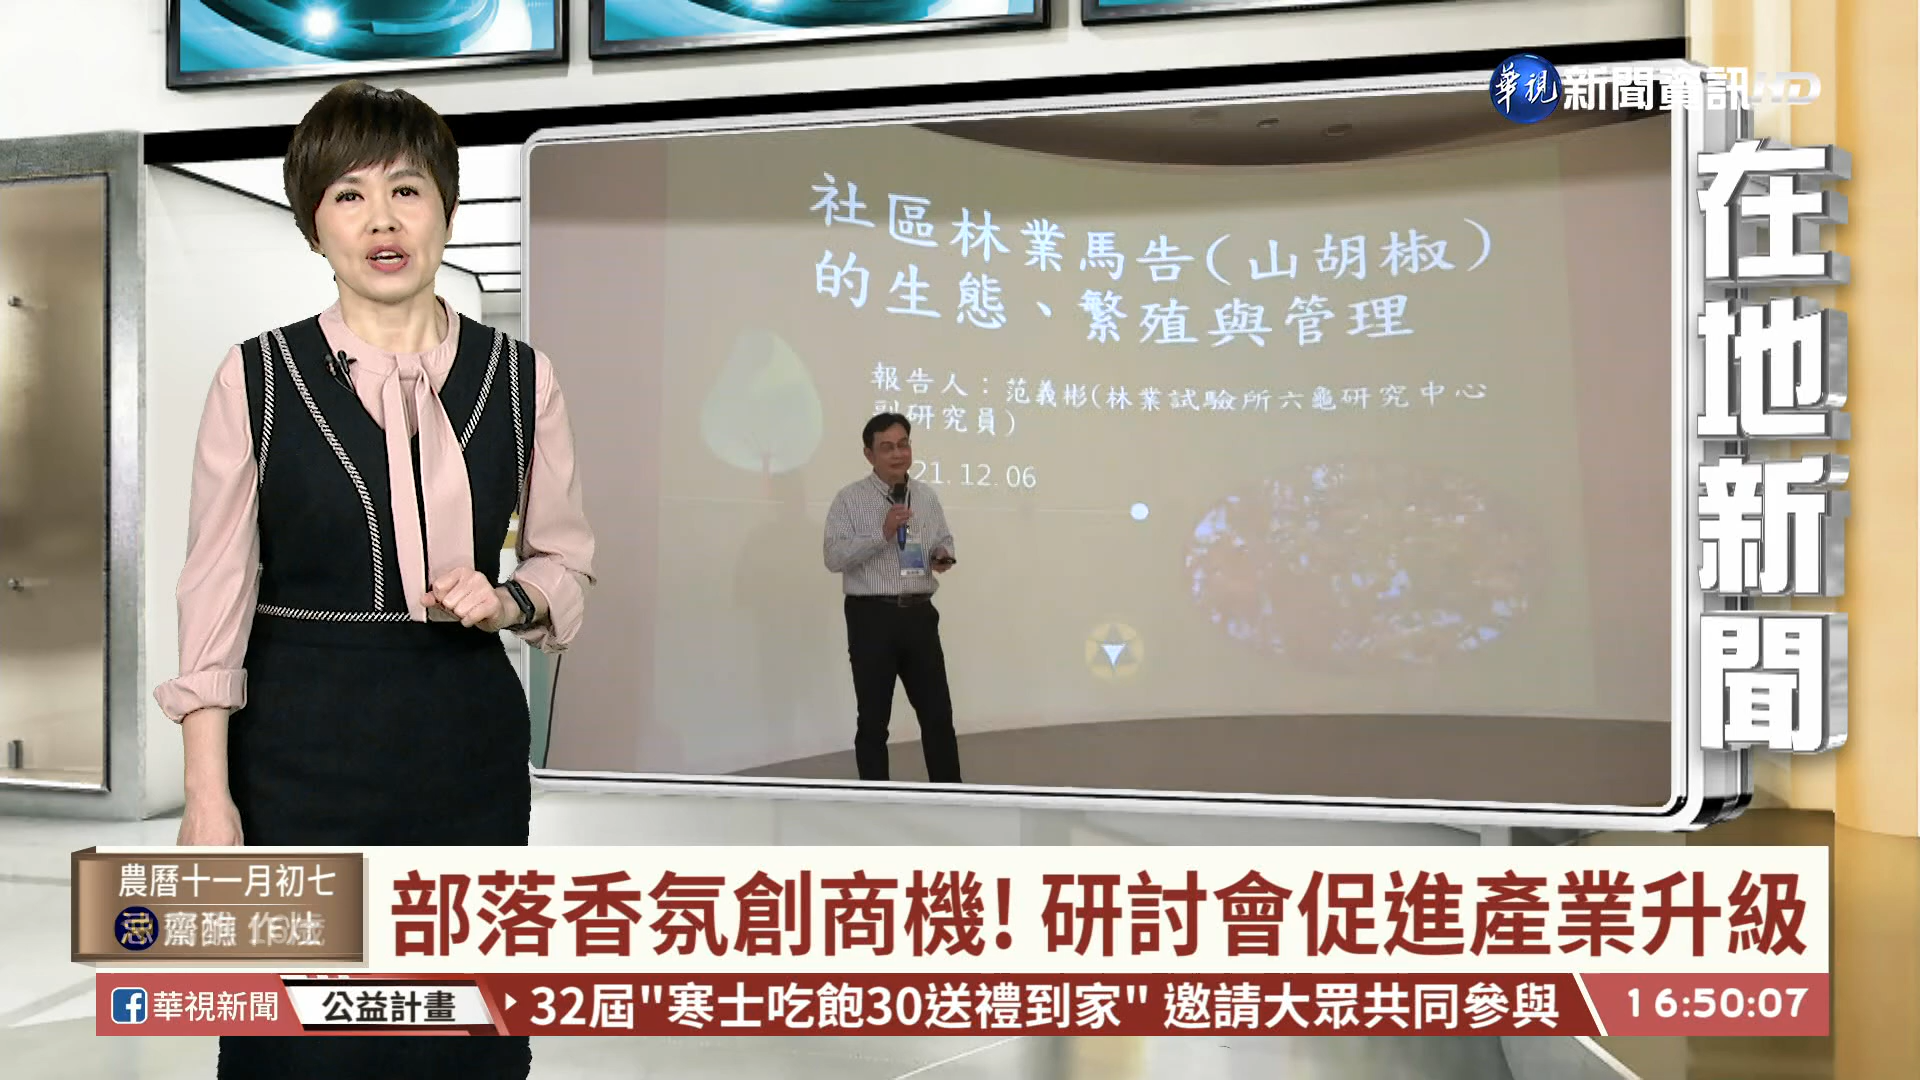 華視 新聞資訊 HD
在地新聞
社區林業馬告(山胡椒)
的生態、繁殖與管理
報告人：范義彬(林業試驗所六龜研究中心
副研究員)
21.12.06
農曆十一月初七
忌
部落香氛創商機! 研討會促進產業升級
華視新聞
公益計畫
32屆"寒士吃飽30送禮到家" 邀請大眾共同參與
16:50:07